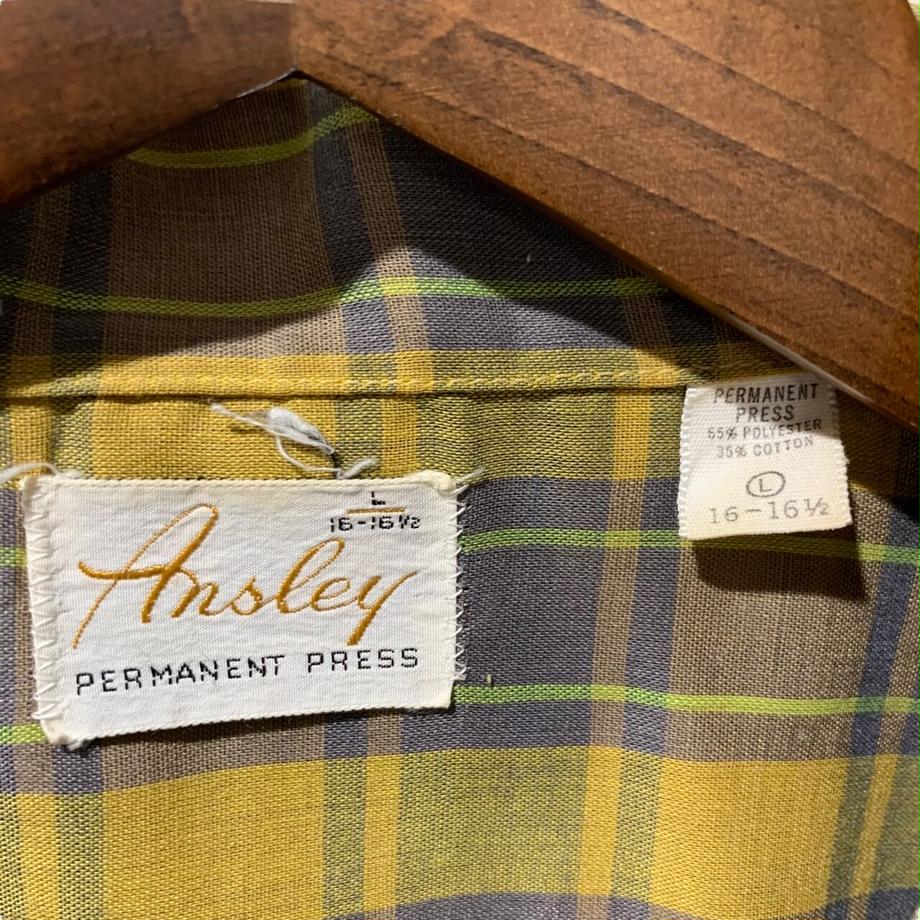 L
16-16½
Ansley
PERMANENT PRESS
PERMANENT
PRESS
65% POLYESTER
35% COTTON
L
16-16½